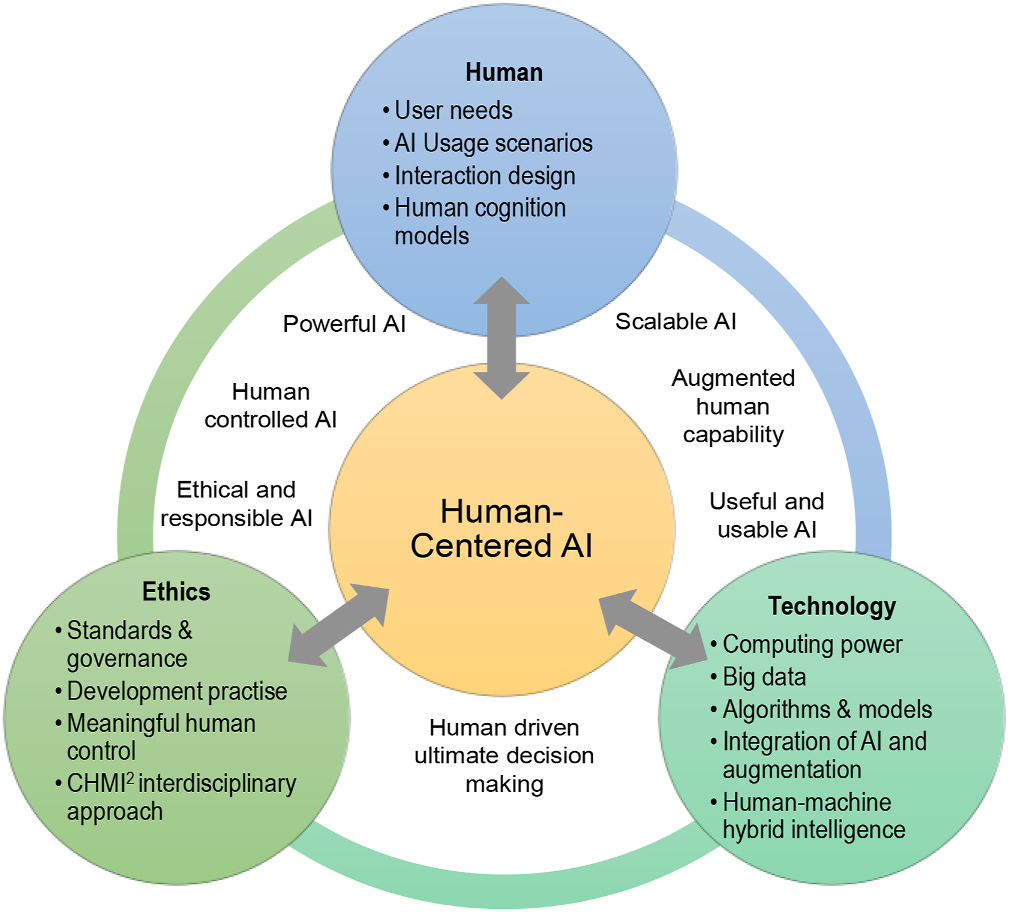 Human
• User needs
• AI Usage scenarios
• Interaction design
• Human cognition
models
Powerful AI
Scalable AI
Human
controlled AI
Augmented
human
capability
Ethical and
responsible AI
Useful and
usable AI
Human-
Centered AI
Ethics
• Standards &
governance
• Development practise
• Meaningful human
control
• CHMI² interdisciplinary
approach
Technology
• Computing power
• Big data
• Algorithms & models
• Integration of AI and
augmentation
• Human-machine
hybrid intelligence
Human driven
ultimate decision
making